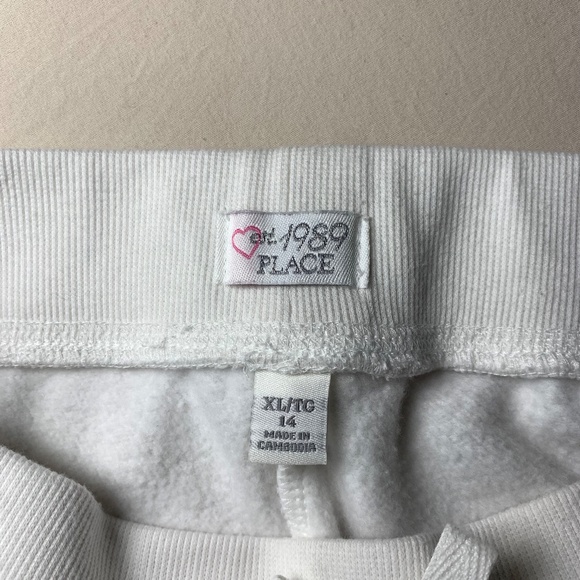 est. 1989
PLACE
XL/TG
14
MADE IN
CAMBODIA